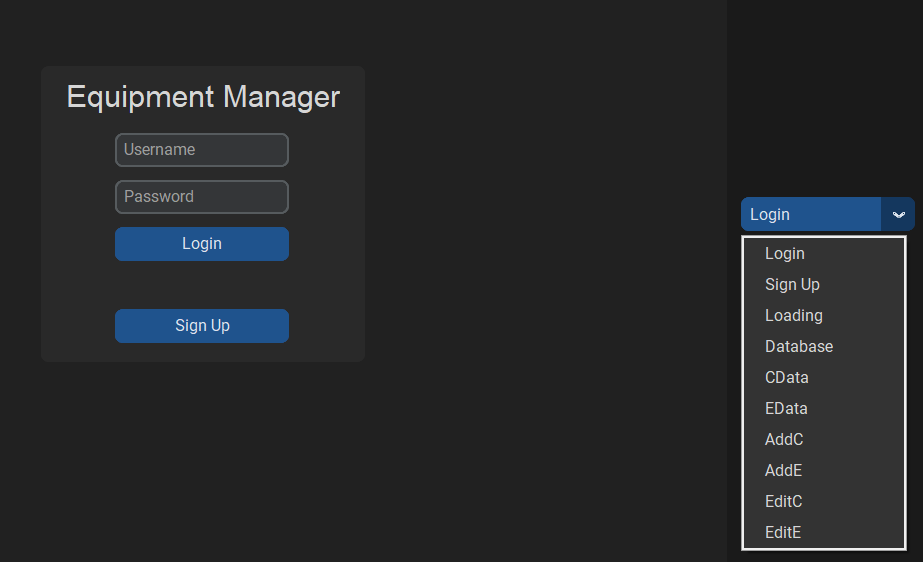 Equipment Manager
Username
Password
Login
Sign Up
Login
Login
Sign Up
Loading
Database
CData
EData
AddC
AddE
EditC
EditE